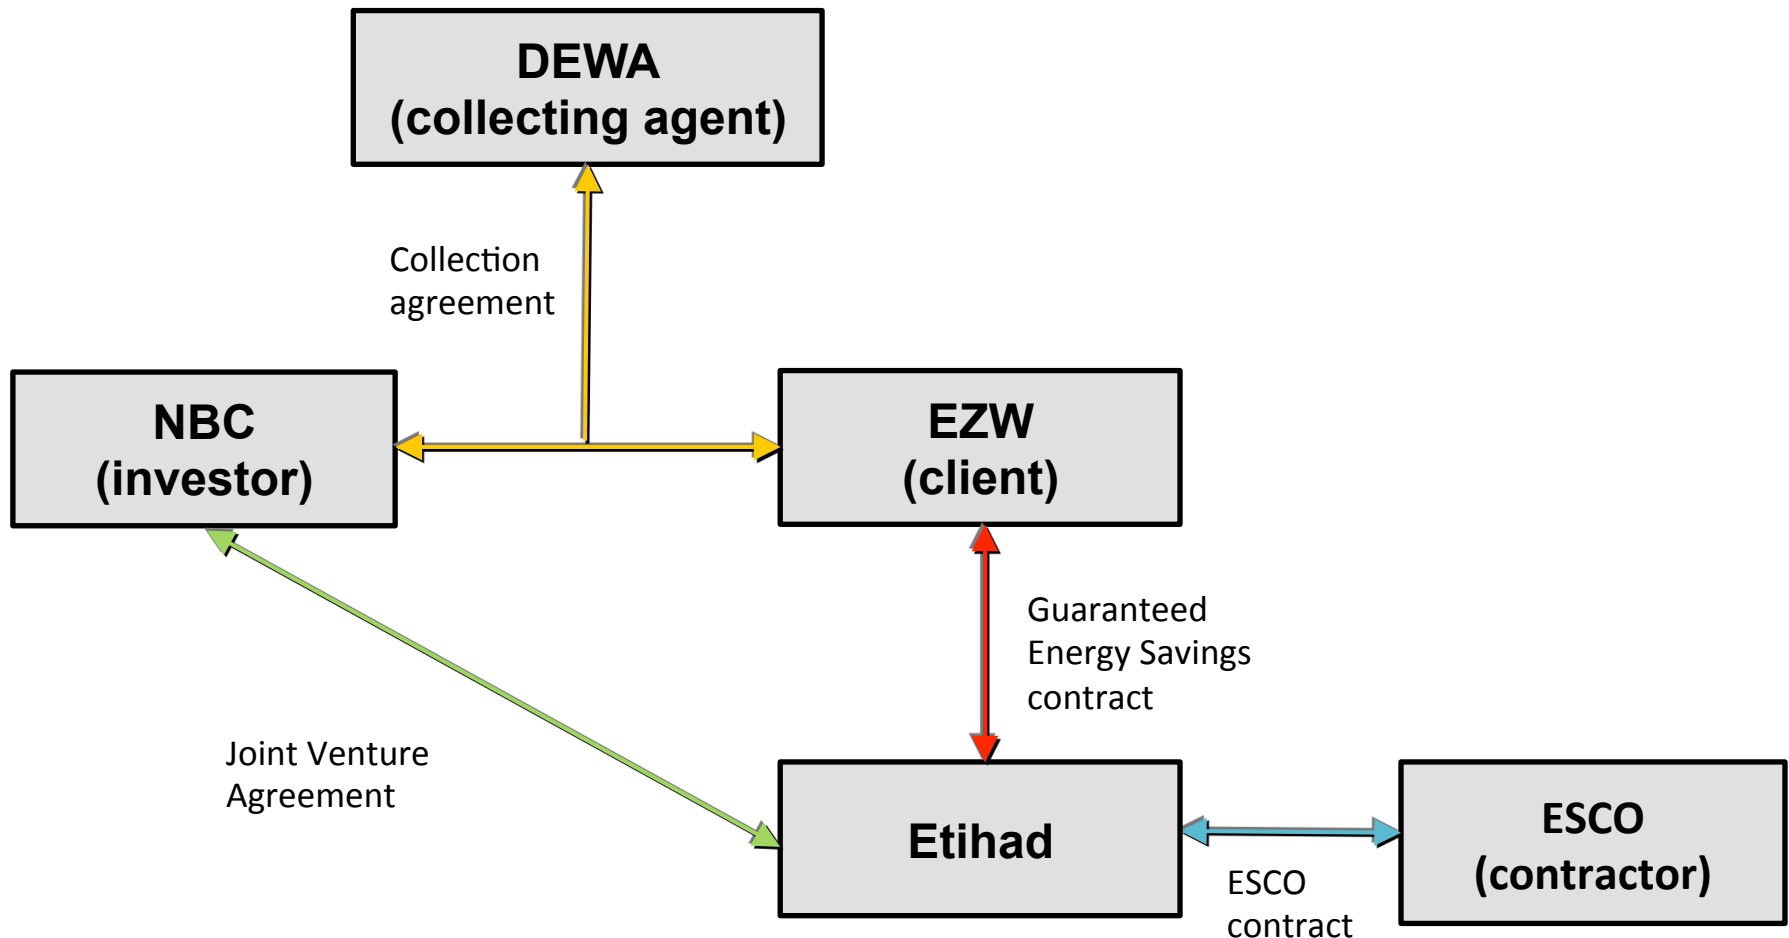 DEWA
(collecting agent)
Collection
agreement
NBC
(investor)
EZW
(client)
Guaranteed
Energy Savings
contract
Joint Venture
Agreement
Etihad
ESCO
(contractor)
ESCO
contract